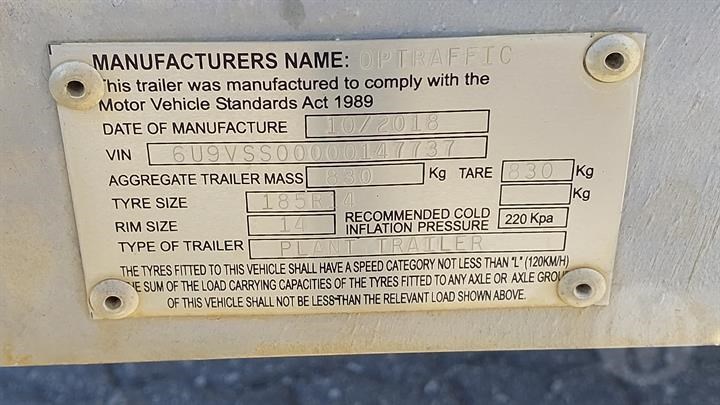 MANUFACTURERS NAME: OPTRAFFIC
This trailer was manufactured to comply with the
Motor Vehicle Standards Act 1989
DATE OF MANUFACTURE 10/2018
VIN 6U9VSS00000147737
AGGREGATE TRAILER MASS 830 Kg TARE 830 Kg
TYRE SIZE 185R 4 Kg
RIM SIZE 14 RECOMMENDED COLD INFLATION PRESSURE 220 Kpa
TYPE OF TRAILER PLANT TRAILER
THE TYRES FITTED TO THIS VEHICLE SHALL HAVE A SPEED CATEGORY NOT LESS THAN "L" (120KM/H)
THE SUM OF THE LOAD CARRYING CAPACITIES OF THE TYRES FITTED TO ANY AXLE OR AXLE GROUP
OF THIS VEHICLE SHALL NOT BE LESS THAN THE RELEVANT LOAD SHOWN ABOVE.